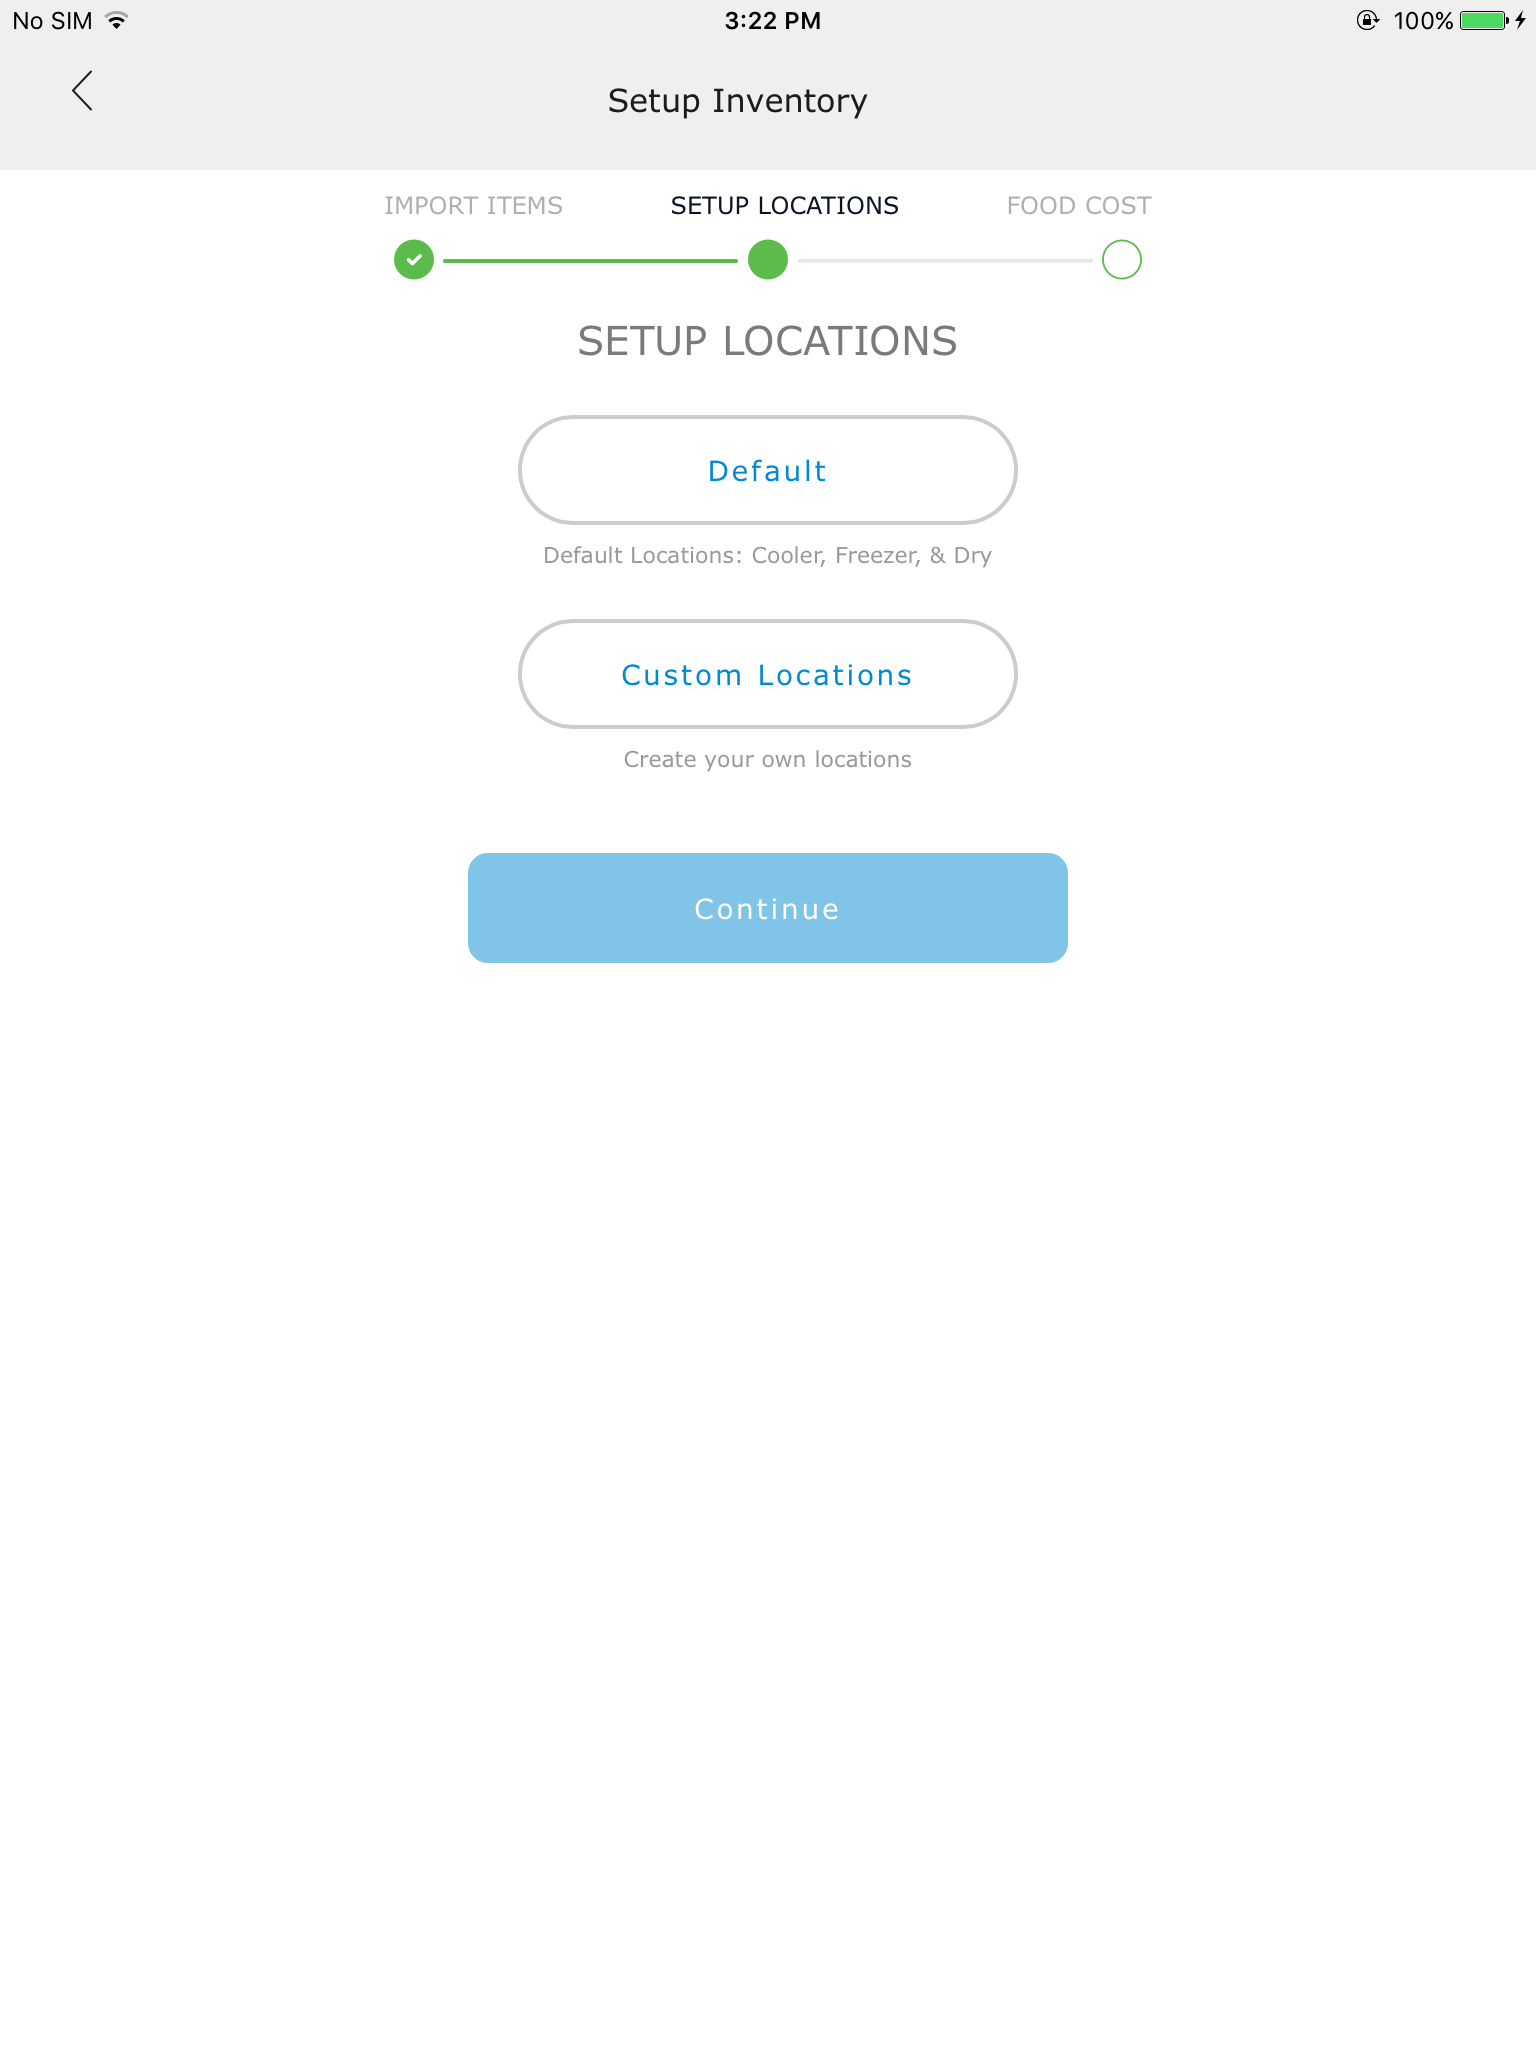 No SIM
3:22 PM
100%
Setup Inventory
IMPORT ITEMS
SETUP LOCATIONS
FOOD COST
SETUP LOCATIONS
Default
Default Locations: Cooler, Freezer, & Dry
Custom Locations
Create your own locations
Continue